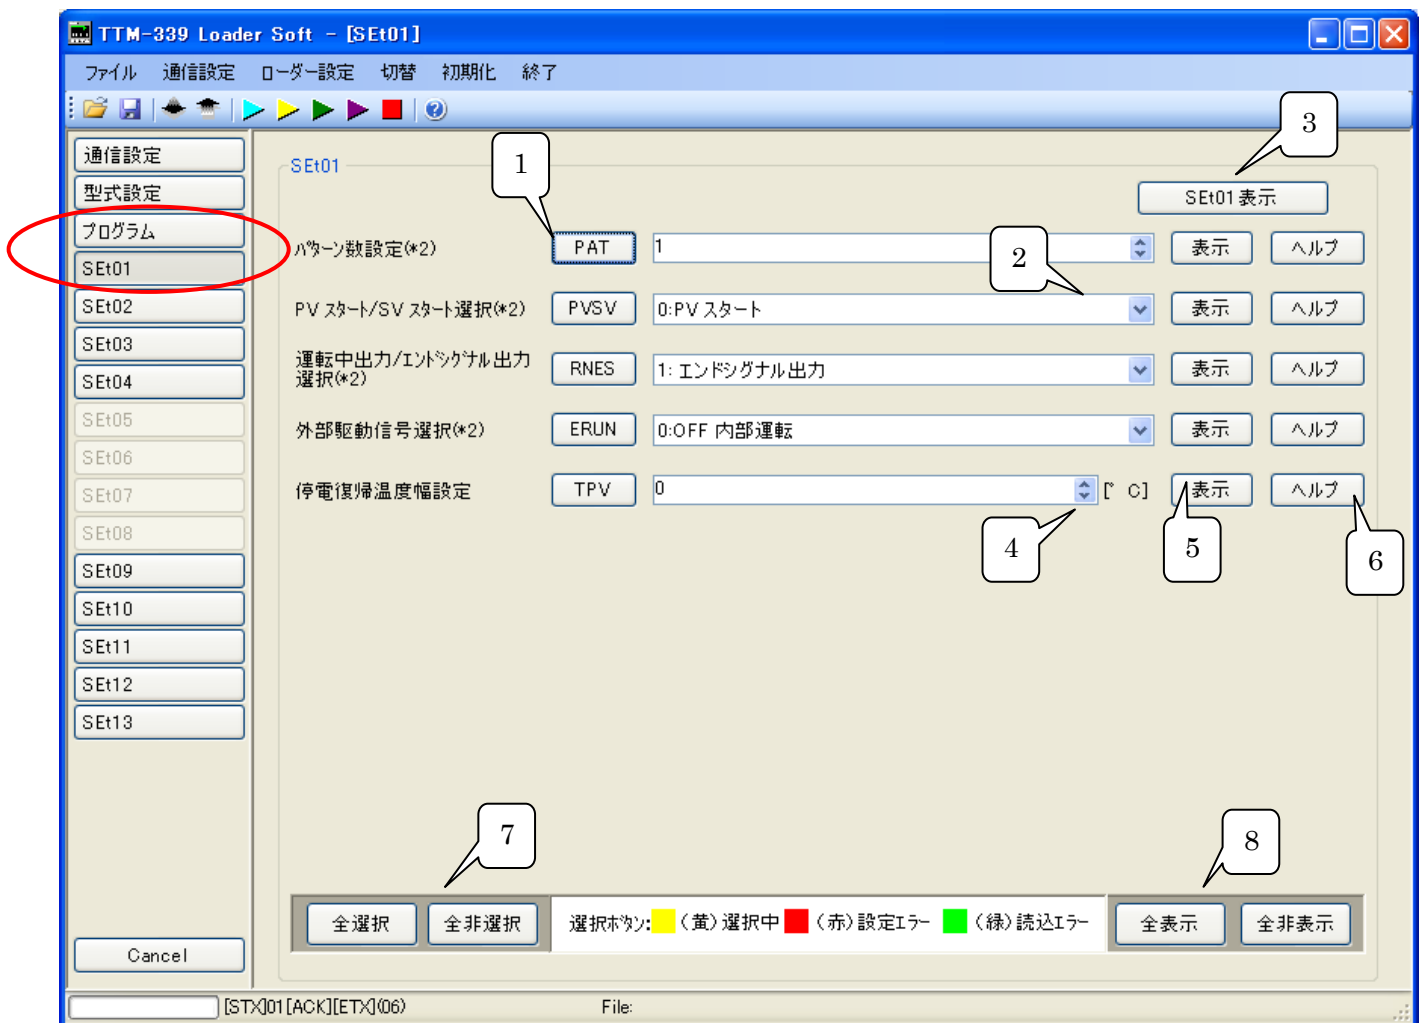 TTM-339 Loader Soft - [SEt01]
ファイル 通信設定 ローダー設定 切替 初期化 終了
3
通信設定
型式設定
プログラム
SEt01
SEt02
SEt03
SEt04
SEt05
SEt06
SEt07
SEt08
SEt09
SEt10
SEt11
SEt12
SEt13
Cancel
SEt01
1
SEt01 表示
ﾊﾟﾀｰﾝ数設定(*2) PAT 1 表示 ヘルプ
2
PV ｽﾀｰﾄ/SV ｽﾀｰﾄ選択(*2) PVSV 0:PV スタート 表示 ヘルプ
運転中出力/ｴﾝﾄﾞｼｸﾞﾅﾙ出力
選択(*2) RNES 1: エンドシグナル出力 表示 ヘルプ
外部駆動信号選択(*2) ERUN 0:OFF 内部運転 表示 ヘルプ
停電復帰温度幅設定 TPV 0 [ﾟ C] 表示 ヘルプ
4
5
6
7
8
全選択 全非選択 選択ﾎﾞﾀﾝ: (黄)選択中 (赤)設定ｴﾗｰ (緑)読込ｴﾗｰ 全表示 全非表示
[STX]01[ACK][ETX](06) File: